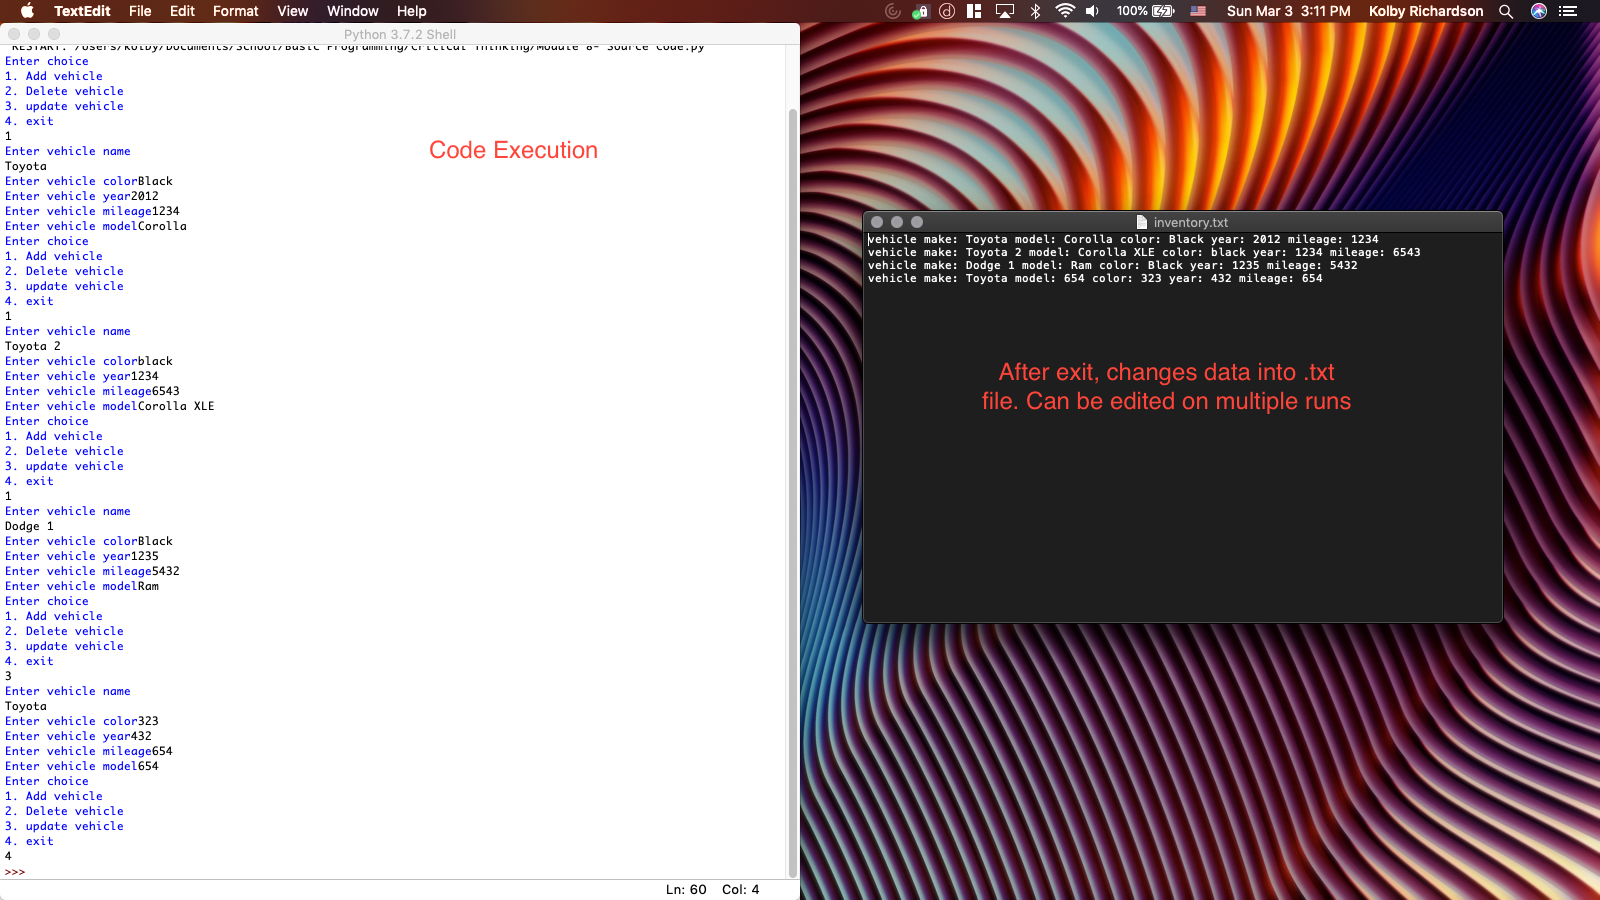 TextEdit File Edit Format View Window Help 100% Sun Mar 3 3:11 PM Kolby Richardson
Python 3.7.2 Shell
RESTART: /Users/Kolby/Documents/School/Basic Programming/Critical Thinking/Module 8- Source Code.py
Enter choice
1. Add vehicle
2. Delete vehicle
3. update vehicle
4. exit
1
Enter vehicle name
Toyota
Enter vehicle colorBlack
Enter vehicle year2012
Enter vehicle mileage1234
Enter vehicle modelCorolla
Enter choice
1. Add vehicle
2. Delete vehicle
3. update vehicle
4. exit
1
Enter vehicle name
Toyota 2
Enter vehicle colorblack
Enter vehicle year1234
Enter vehicle mileage6543
Enter vehicle modelCorolla XLE
Enter choice
1. Add vehicle
2. Delete vehicle
3. update vehicle
4. exit
1
Enter vehicle name
Dodge 1
Enter vehicle colorBlack
Enter vehicle year1235
Enter vehicle mileage5432
Enter vehicle modelRam
Enter choice
1. Add vehicle
2. Delete vehicle
3. update vehicle
4. exit
3
Enter vehicle name
Toyota
Enter vehicle color323
Enter vehicle year432
Enter vehicle mileage654
Enter vehicle model654
Enter choice
1. Add vehicle
2. Delete vehicle
3. update vehicle
4. exit
4
>>>
Ln: 60 Col: 4
Code Execution
inventory.txt
vehicle make: Toyota model: Corolla color: Black year: 2012 mileage: 1234
vehicle make: Toyota 2 model: Corolla XLE color: black year: 1234 mileage: 6543
vehicle make: Dodge 1 model: Ram color: Black year: 1235 mileage: 5432
vehicle make: Toyota model: 654 color: 323 year: 432 mileage: 654
After exit, changes data into .txt
file. Can be edited on multiple runs